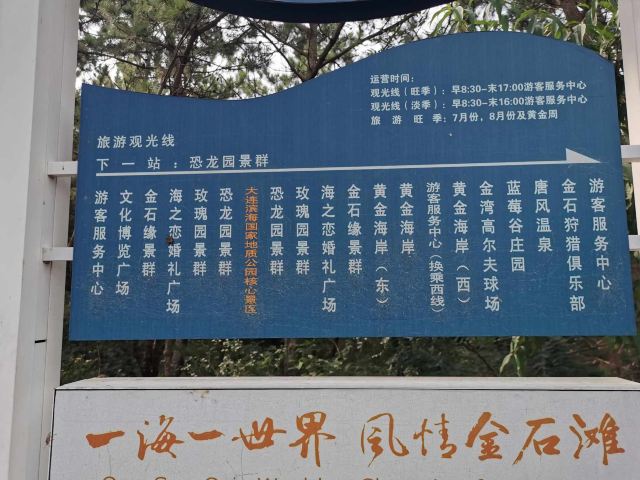 运营时间：
观光线（旺季）：早8:30-末17:00游客服务中心
观光线（淡季）：早8:30-末16:00游客服务中心
旅游旺季：7月份，8月份及黄金周
旅游观光线
下一站：恐龙园景群
游客服务中心
文化博览广场
金石缘景群
海之恋婚礼广场
玫瑰园景群
恐龙园景群
大连滨海国家地质公园核心景区
恐龙园景群
玫瑰园景群
海之恋婚礼广场
金石缘景群
黄金海岸（东）
黄金海岸
游客服务中心（换乘西线）
黄金海岸（西）
金湾高尔夫球场
蓝莓谷庄园
唐风温泉
金石狩猎俱乐部
游客服务中心
一海一世界 风情金石滩